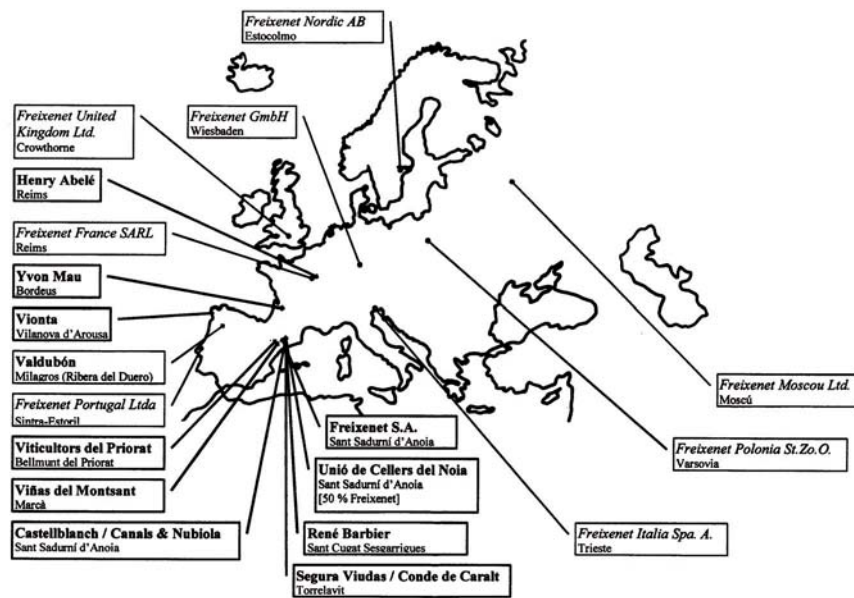 Freixenet Nordic AB
Estocolmo
Freixenet United
Kingdom Ltd.
Crowthorne
Freixenet GmbH
Wiesbaden
Henry Abelé
Reims
Freixenet France SARL
Reims
Yvon Mau
Bordeus
Vionta
Vilanova d'Arousa
Valdubón
Milagros (Ribera del Duero)
Freixenet Portugal Ltda
Sintra-Estoril
Viticultors del Priorat
Bellmunt del Priorat
Viñas del Montsant
Marcà
Castellblanch / Canals & Nubiola
Sant Sadurní d'Anoia
Freixenet S.A.
Sant Sadurní d'Anoia
Unió de Cellers del Noia
Sant Sadurní d'Anoia
[50 % Freixenet]
René Barbier
Sant Cugat Sesgarrigues
Segura Viudas / Conde de Caralt
Torrelavit
Freixenet Moscou Ltd.
Moscú
Freixenet Polonia St.Zo.O.
Varsovia
Freixenet Italia Spa. A.
Trieste